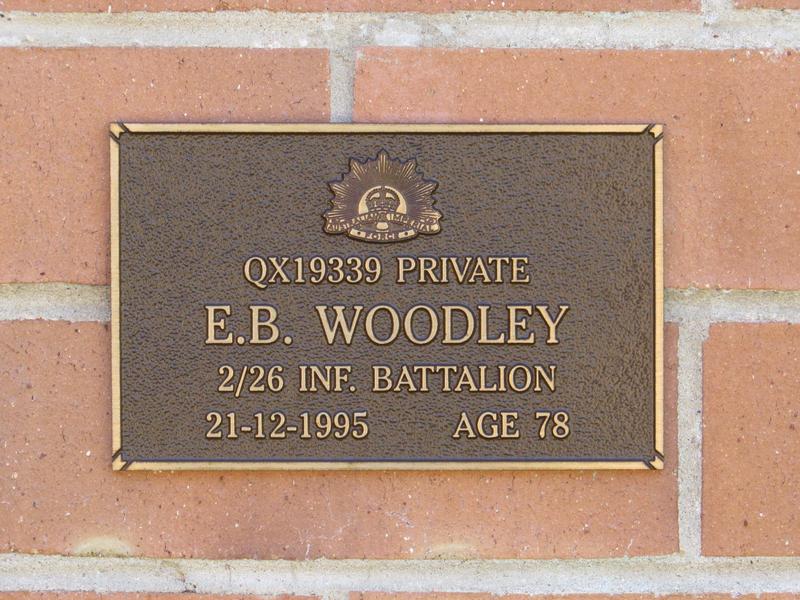 AUSTRALIAN IMPERIAL
FORCE
QX19339 PRIVATE
E.B. WOODLEY
2/26 INF. BATTALION
21-12-1995 AGE 78